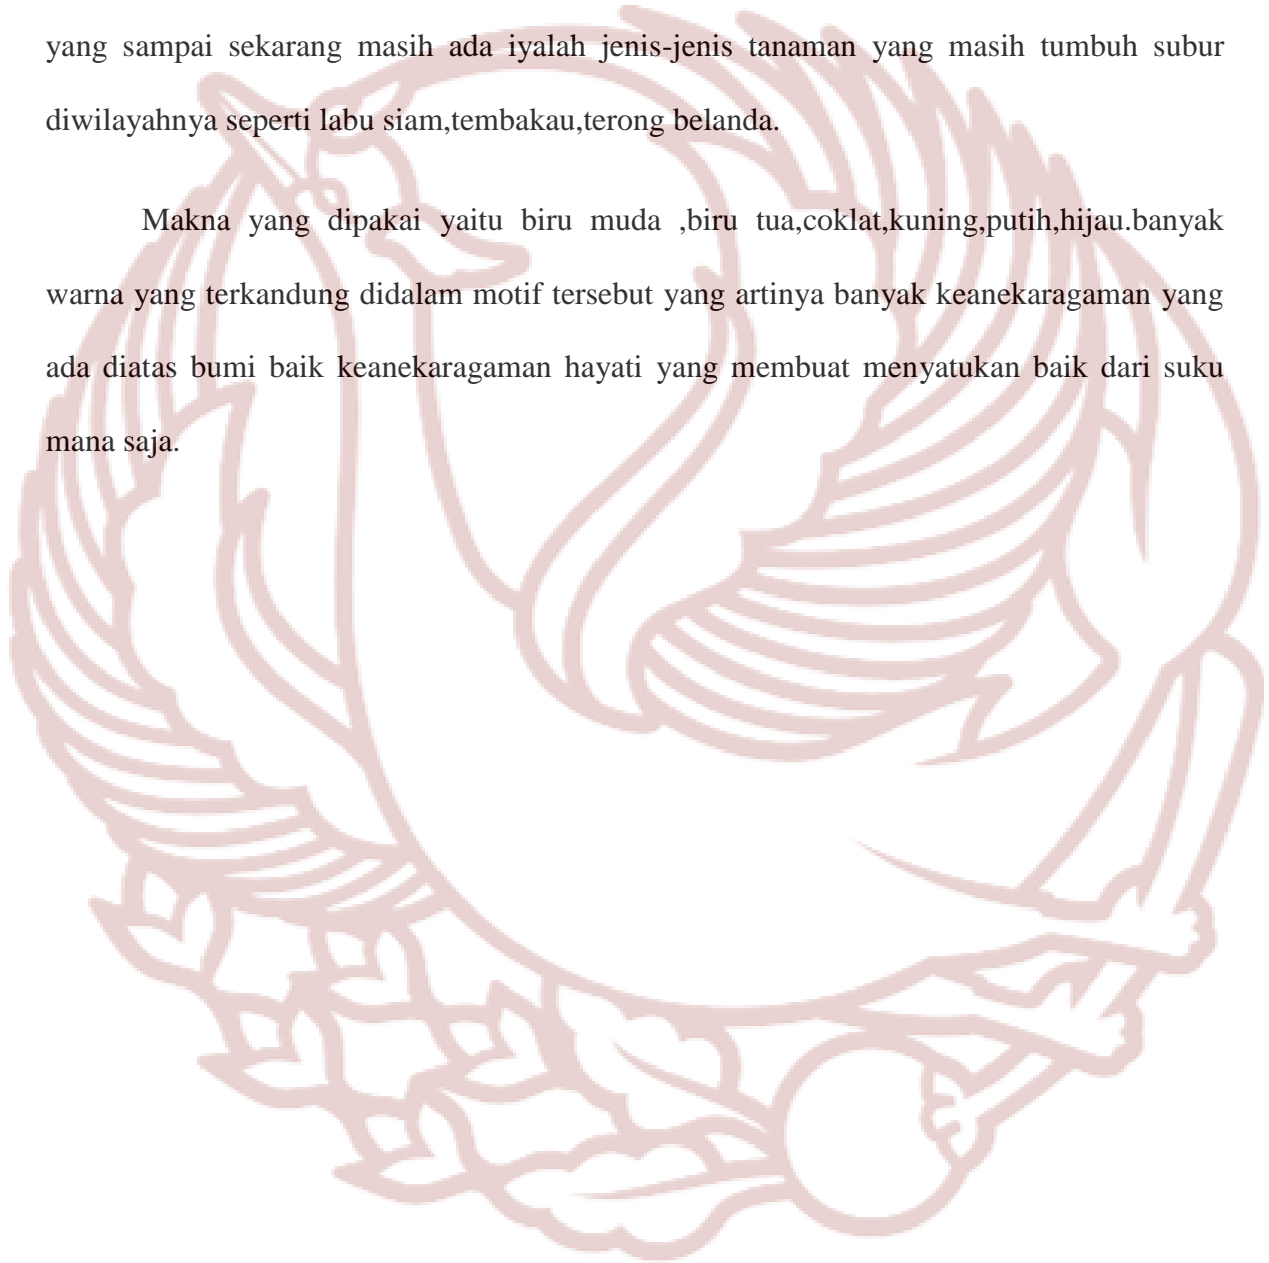 yang sampai sekarang masih ada iyalah jenis-jenis tanaman yang masih tumbuh subur
diwilayahnya seperti labu siam,tembakau,terong belanda.
Makna yang dipakai yaitu biru muda ,biru tua,coklat,kuning,putih,hijau.banyak
warna yang terkandung didalam motif tersebut yang artinya banyak keanekaragaman yang
ada diatas bumi baik keanekaragaman hayati yang membuat menyatukan baik dari suku
mana saja.